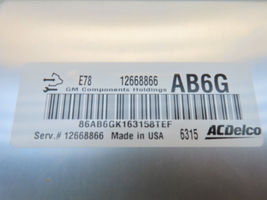 E78 12668866 AB6G
GM Components Holdings
86AB6GK163158TEF
Serv.# 12668866 Made in USA 6315 ACDelco